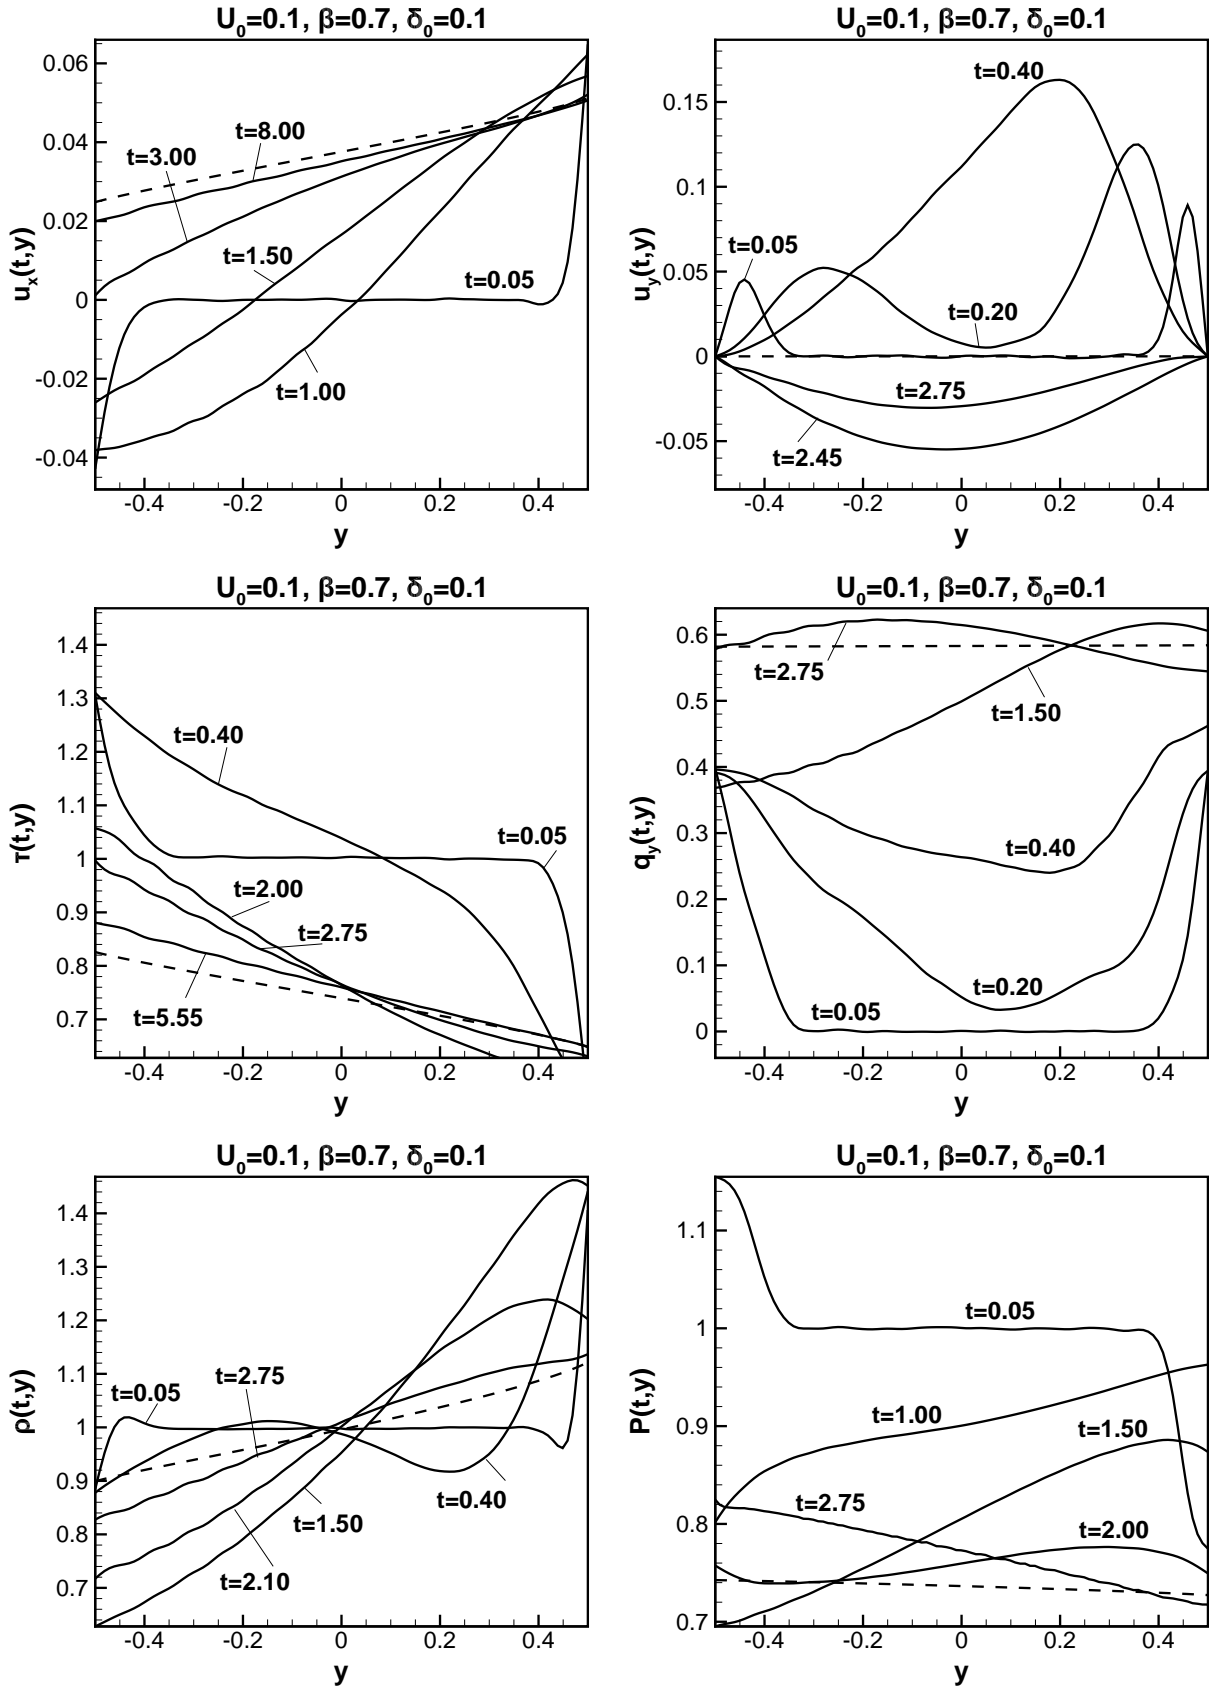 U₀=0.1, β=0.7, δ₀=0.1
0.06
0.04
0.02
0
-0.02
-0.04
uₓ(t,y)
t=8.00
t=3.00
t=1.50
t=0.05
t=1.00
-0.4 -0.2 0 0.2 0.4
y
U₀=0.1, β=0.7, δ₀=0.1
0.15
0.1
0.05
0
-0.05
u_y(t,y)
t=0.40
t=0.05
t=0.20
t=2.75
t=2.45
-0.4 -0.2 0 0.2 0.4
y
U₀=0.1, β=0.7, δ₀=0.1
1.4
1.3
1.2
1.1
1
0.9
0.8
0.7
τ(t,y)
t=0.40
t=0.05
t=2.00
t=2.75
t=5.55
-0.4 -0.2 0 0.2 0.4
y
U₀=0.1, β=0.7, δ₀=0.1
0.6
0.5
0.4
0.3
0.2
0.1
0
q_y(t,y)
t=2.75
t=1.50
t=0.40
t=0.20
t=0.05
-0.4 -0.2 0 0.2 0.4
y
U₀=0.1, β=0.7, δ₀=0.1
1.4
1.3
1.2
1.1
1
0.9
0.8
0.7
ρ(t,y)
t=2.75
t=0.05
t=0.40
t=1.50
t=2.10
-0.4 -0.2 0 0.2 0.4
y
U₀=0.1, β=0.7, δ₀=0.1
1.1
1
0.9
0.8
0.7
P(t,y)
t=0.05
t=1.00
t=1.50
t=2.75
t=2.00
-0.4 -0.2 0 0.2 0.4
y